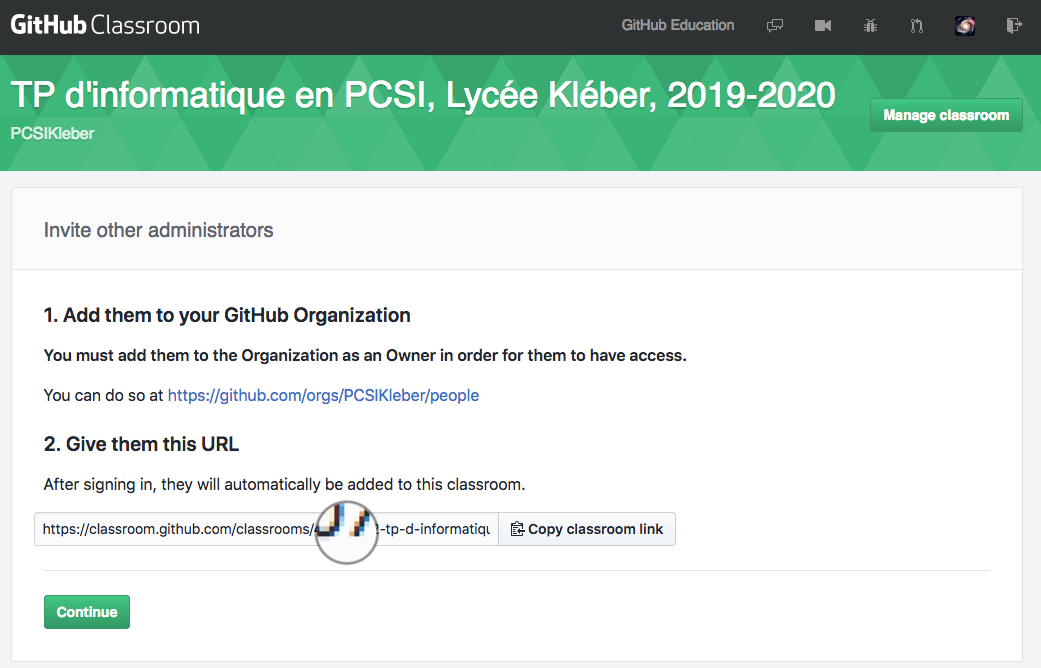 GitHub Classroom
GitHub Education
TP d'informatique en PCSI, Lycée Kléber, 2019-2020
PCSIKleber
Manage classroom
Invite other administrators
1. Add them to your GitHub Organization
You must add them to the Organization as an Owner in order for them to have access.
You can do so at https://github.com/orgs/PCSIKleber/people
2. Give them this URL
After signing in, they will automatically be added to this classroom.
https://classroom.github.com/classrooms/ -tp-d-informatiqu
Copy classroom link
Continue